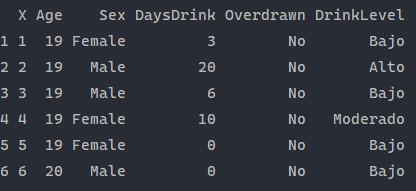 X Age    Sex DaysDrink Overdrawn DrinkLevel
1 1  19 Female         3        No       Bajo
2 2  19   Male        20        No       Alto
3 3  19   Male         6        No       Bajo
4 4  19 Female        10        No   Moderado
5 5  19 Female         0        No       Bajo
6 6  20   Male         0        No       Bajo